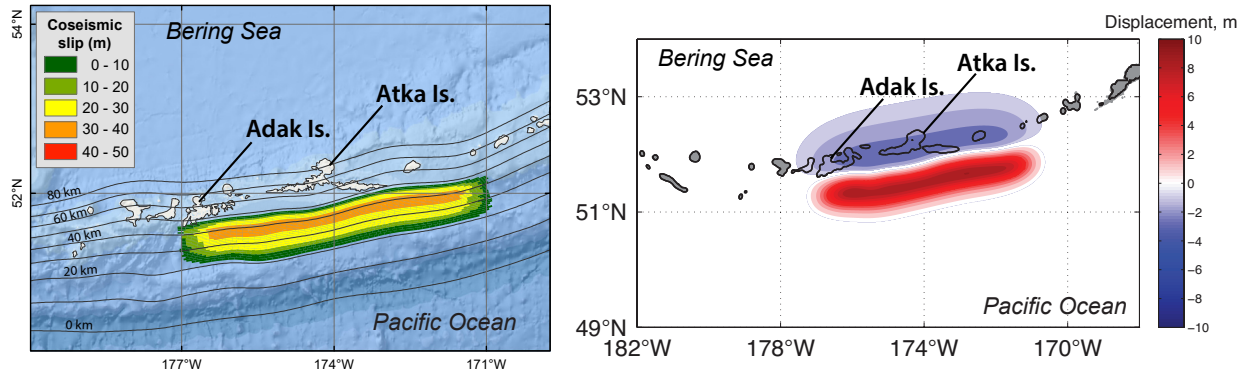 54°N
52°N
Coseismic
slip (m)
0 - 10
10 - 20
20 - 30
30 - 40
40 - 50
Bering Sea
Atka Is.
Adak Is.
80 km
60 km
40 km
20 km
0 km
Pacific Ocean
177°W
174°W
171°W
Displacement, m
Bering Sea
Atka Is.
Adak Is.
53°N
51°N
49°N
Pacific Ocean
182°W
178°W
174°W
170°W
10
8
6
4
2
0
−2
−4
−6
−8
−10